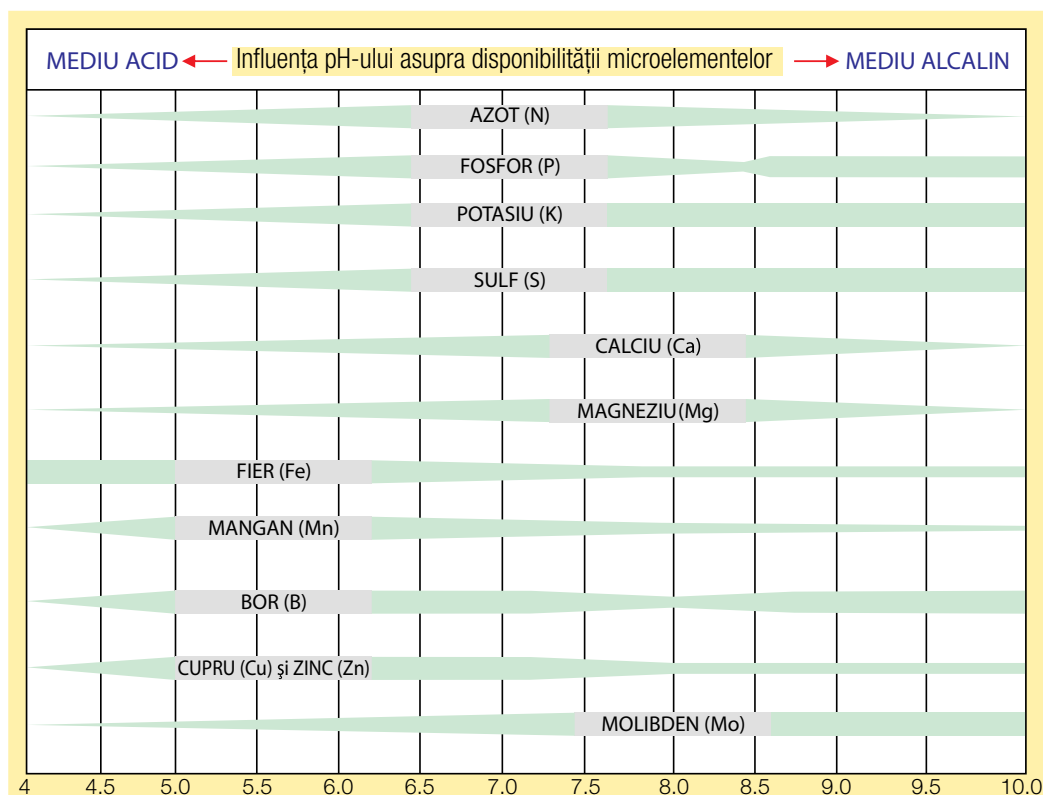 MEDIU ACID Influența pH-ului asupra disponibilității microelementelor MEDIU ALCALIN
AZOT (N)
FOSFOR (P)
POTASIU (K)
SULF (S)
CALCIU (Ca)
MAGNEZIU(Mg)
FIER (Fe)
MANGAN (Mn)
BOR (B)
CUPRU (Cu) şi ZINC (Zn)
MOLIBDEN (Mo)
4 4.5 5.0 5.5 6.0 6.5 7.0 7.5 8.0 8.5 9.0 9.5 10.0